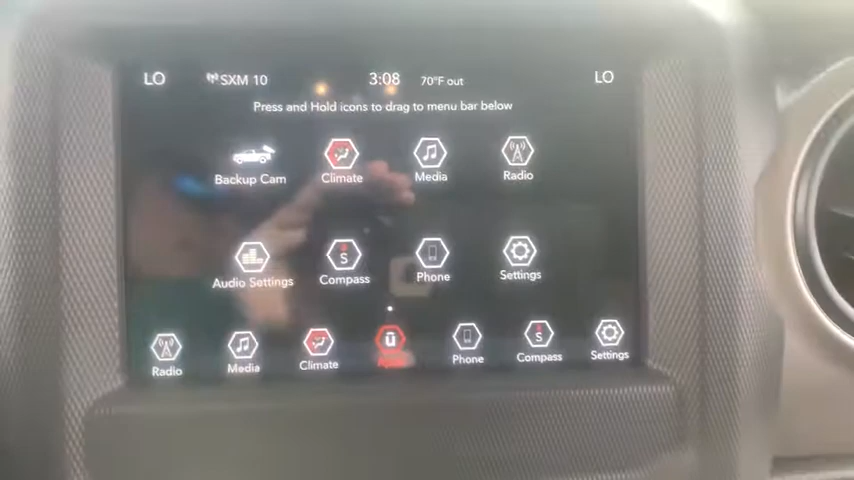 LO SXM 10 3:08 70°F out LO
Press and Hold icons to drag to menu bar below
Backup Cam Climate Media Radio
S
Audio Settings Compass Phone Settings
S
Radio Media Climate Apps Phone Compass Settings